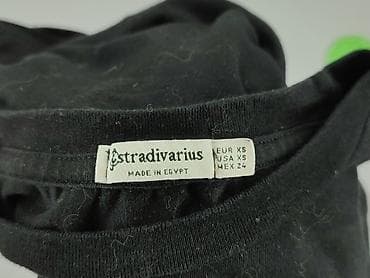 stradivarius
MADE IN EGYPT
EUR XS
USA XS
MEX 24